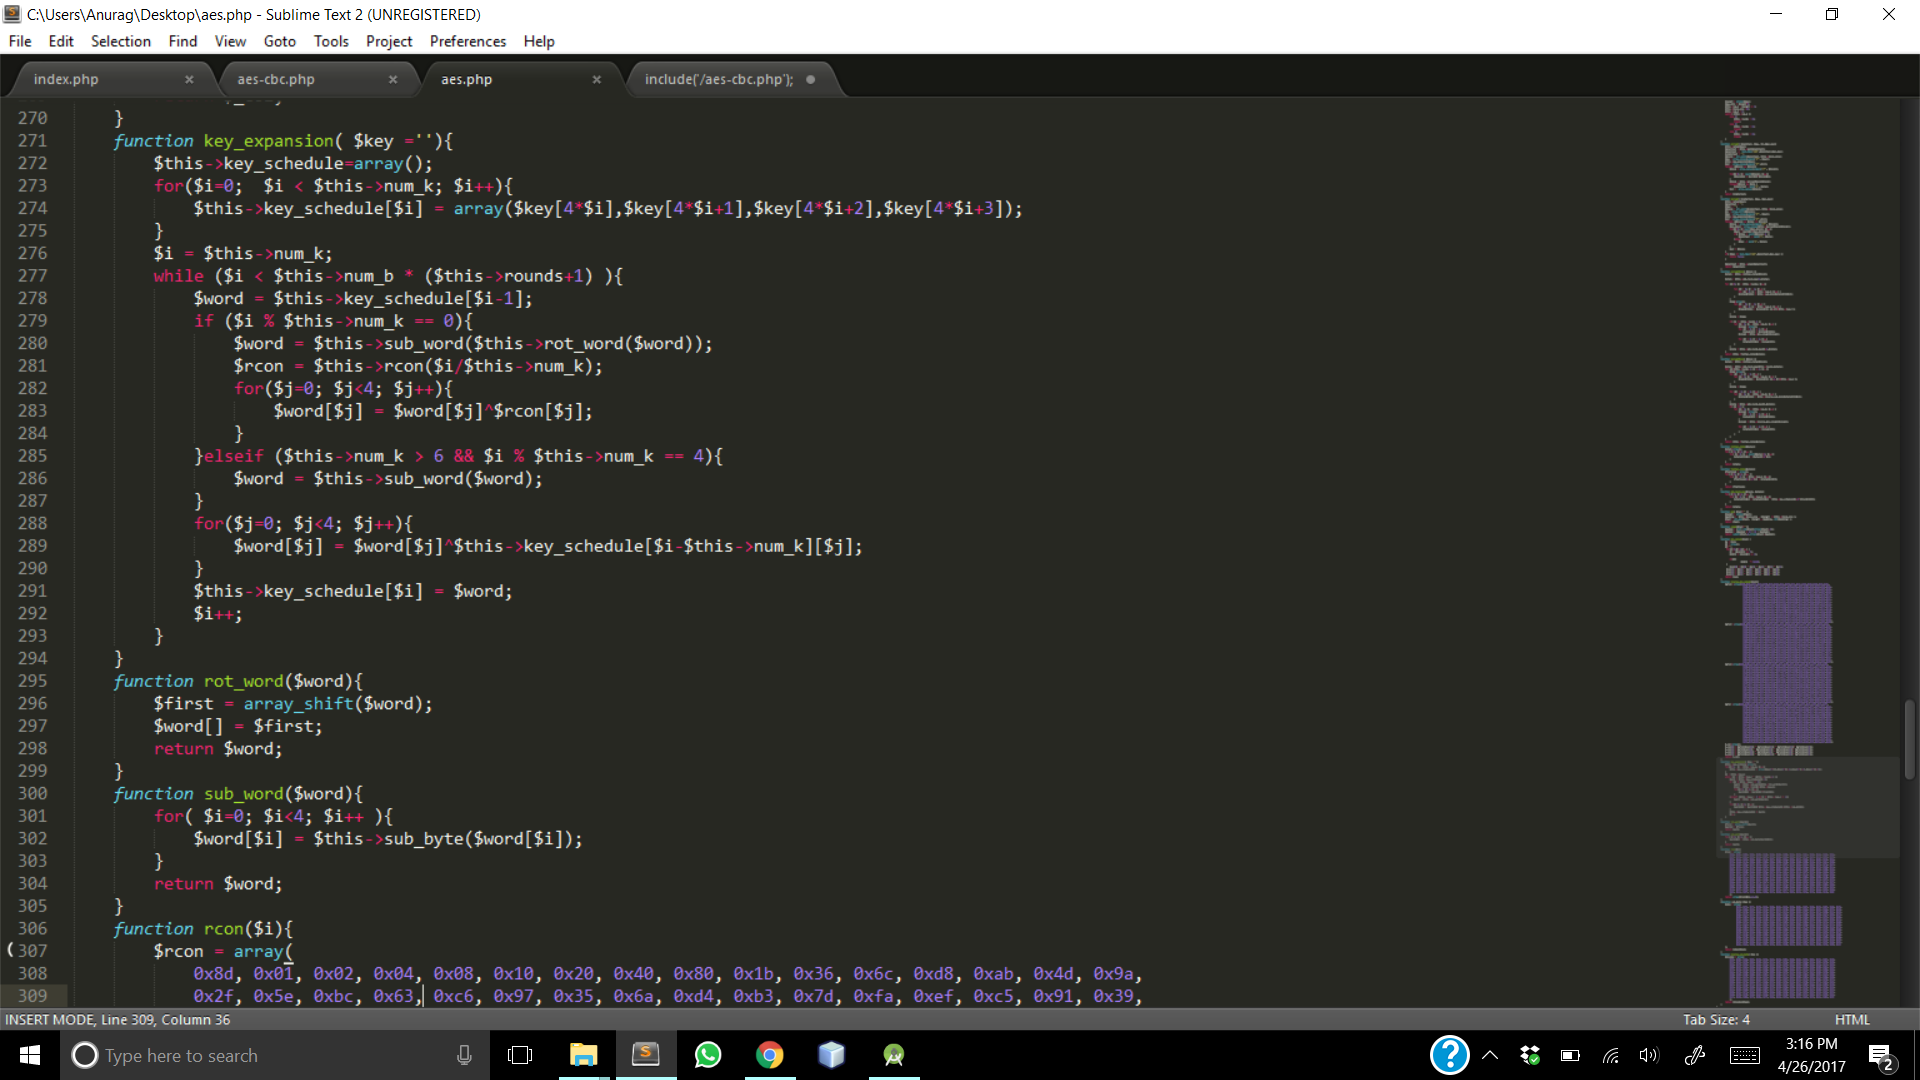 C:\Users\Anurag\Desktop\aes.php - Sublime Text 2 (UNREGISTERED)
File Edit Selection Find View Goto Tools Project Preferences Help
index.php × aes-cbc.php × aes.php × include('/aes-cbc.php');
270 }
271 function key_expansion( $key =''){
272 $this->key_schedule=array();
273 for($i=0;  $i < $this->num_k; $i++){
274 $this->key_schedule[$i] = array($key[4*$i],$key[4*$i+1],$key[4*$i+2],$key[4*$i+3]);
275 }
276 $i = $this->num_k;
277 while ($i < $this->num_b * ($this->rounds+1) ){
278 $word = $this->key_schedule[$i-1];
279 if ($i % $this->num_k == 0){
280 $word = $this->sub_word($this->rot_word($word));
281 $rcon = $this->rcon($i/$this->num_k);
282 for($j=0; $j<4; $j++){
283 $word[$j] = $word[$j]^$rcon[$j];
284 }
285 }elseif ($this->num_k > 6 && $i % $this->num_k == 4){
286 $word = $this->sub_word($word);
287 }
288 for($j=0; $j<4; $j++){
289 $word[$j] = $word[$j]^$this->key_schedule[$i-$this->num_k][$j];
290 }
291 $this->key_schedule[$i] = $word;
292 $i++;
293 }
294 }
295 function rot_word($word){
296 $first = array_shift($word);
297 $word[] = $first;
298 return $word;
299 }
300 function sub_word($word){
301 for( $i=0; $i<4; $i++ ){
302 $word[$i] = $this->sub_byte($word[$i]);
303 }
304 return $word;
305 }
306 function rcon($i){
(307 $rcon = array(
308 0x8d, 0x01, 0x02, 0x04, 0x08, 0x10, 0x20, 0x40, 0x80, 0x1b, 0x36, 0x6c, 0xd8, 0xab, 0x4d, 0x9a,
309 0x2f, 0x5e, 0xbc, 0x63, 0xc6, 0x97, 0x35, 0x6a, 0xd4, 0xb3, 0x7d, 0xfa, 0xef, 0xc5, 0x91, 0x39,
INSERT MODE, Line 309, Column 36 Tab Size: 4 HTML
Type here to search 3:16 PM
4/26/2017 2